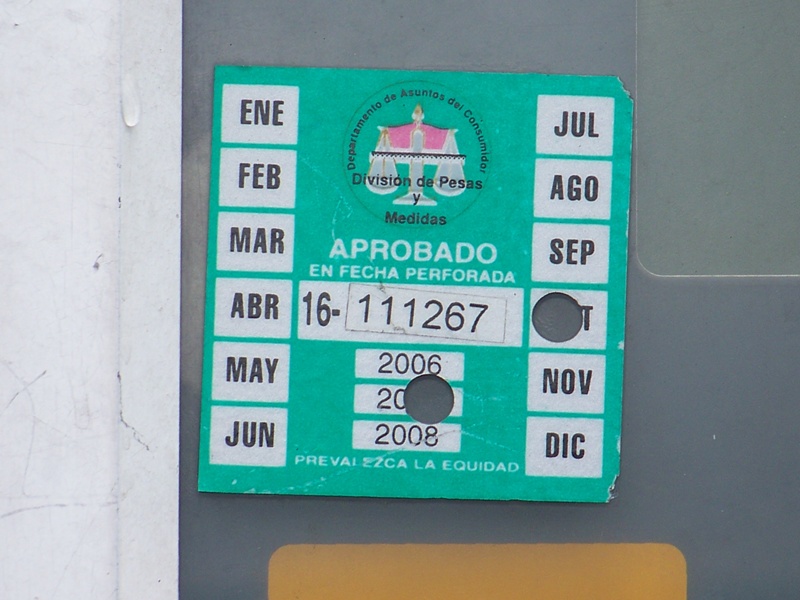 Departamento de Asuntos del Consumidor
División de Pesas
y
Medidas
APROBADO
EN FECHA PERFORADA
16-111267
2006
20
2008
PREVALEZCA LA EQUIDAD
ENE
FEB
MAR
ABR
MAY
JUN
JUL
AGO
SEP
T
NOV
DIC